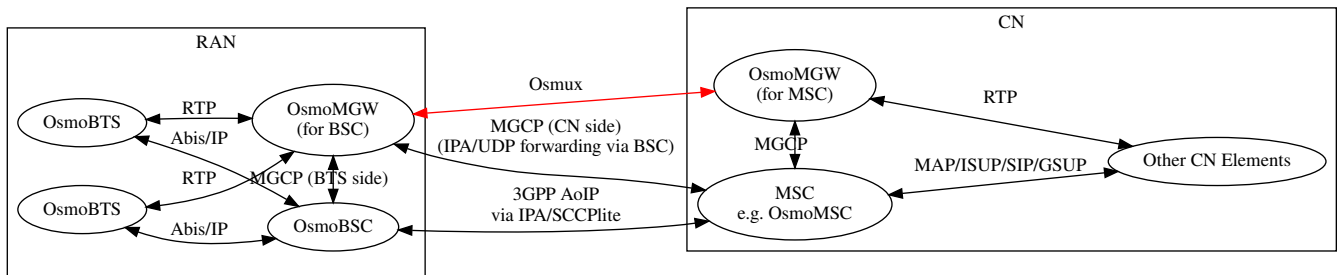 RAN
CN
OsmoBTS
RTP
OsmoMGW
(for BSC)
Osmux
OsmoMGW
(for MSC)
RTP
Abis/IP
MGCP (CN side)
(IPA/UDP forwarding via BSC)
MGCP
RTP
MGCP (BTS side)
OsmoBTS
Abis/IP
OsmoBSC
3GPP AoIP
via IPA/SCCPlite
MSC
e.g. OsmoMSC
MAP/ISUP/SIP/GSUP
Other CN Elements